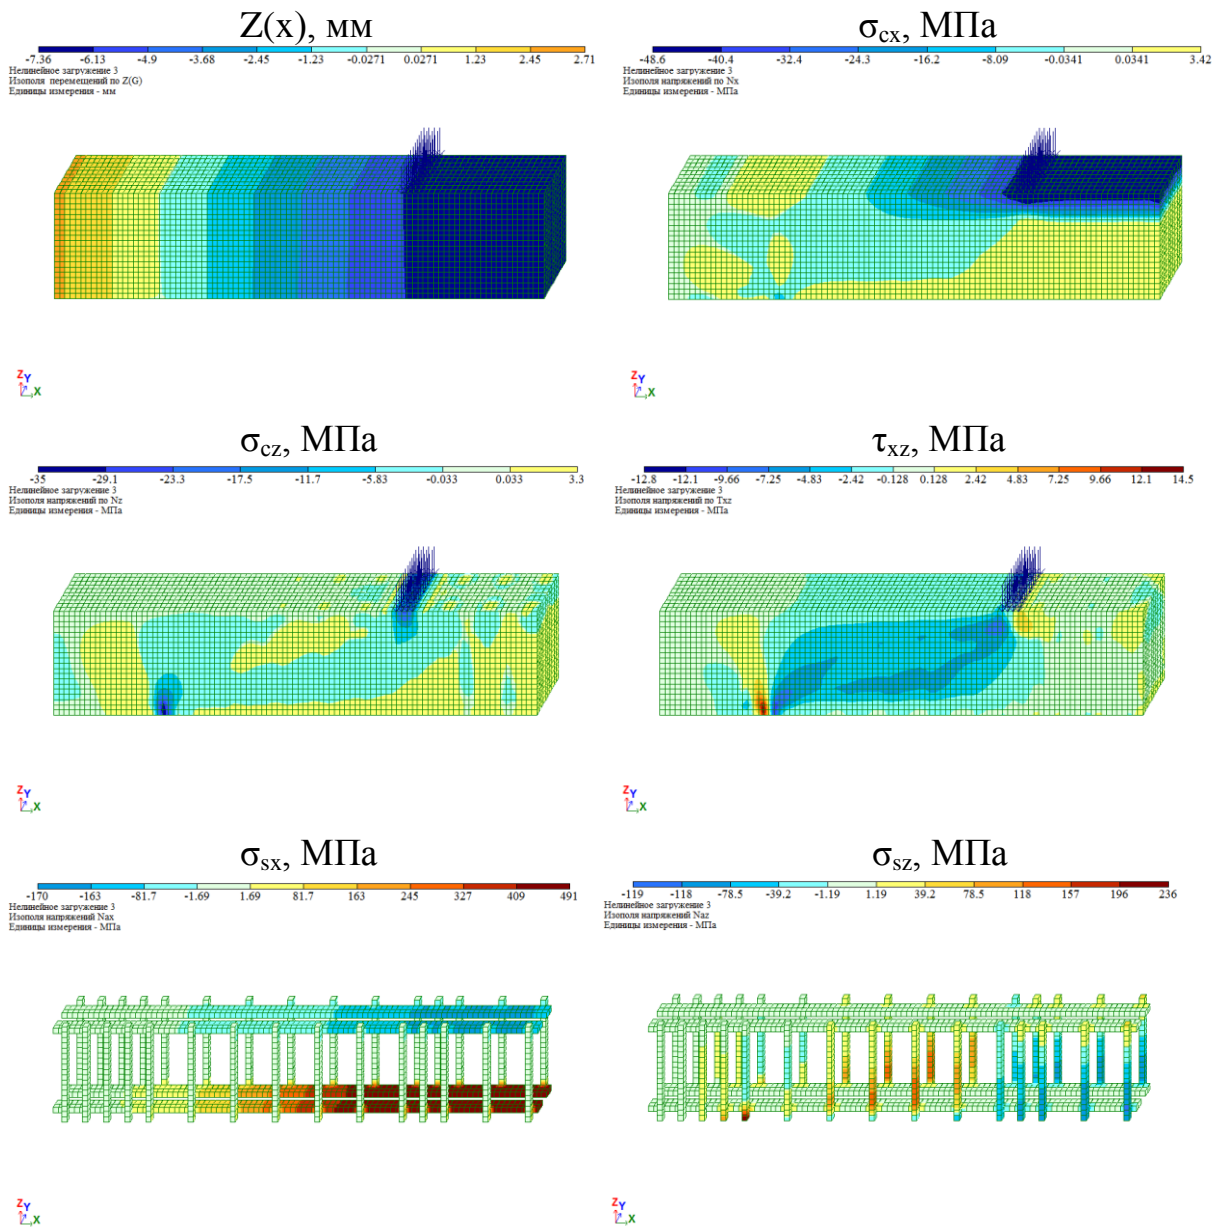 Z(x), мм
-7.36 -6.13 -4.9 -3.68 -2.45 -1.23 -0.0271 0.0271 1.23 2.45 2.71
Нелинейное загружение 3
Изополя перемещений по Z(G)
Единицы измерения - мм
Z Y X
σcx, МПа
-48.6 -40.4 -32.4 -24.3 -16.2 -8.09 -0.0341 0.0341 3.42
Нелинейное загружение 3
Изополя напряжений по Nx
Единицы измерения - МПа
Z Y X
σcz, МПа
-35 -29.1 -23.3 -17.5 -11.7 -5.83 -0.033 0.033 3.3
Нелинейное загружение 3
Изополя напряжений по Nz
Единицы измерения - МПа
Z Y X
τxz, МПа
-12.8 -12.1 -9.66 -7.25 -4.83 -2.42 -0.128 0.128 2.42 4.83 7.25 9.66 12.1 14.5
Нелинейное загружение 3
Изополя напряжений по Txz
Единицы измерения - МПа
Z Y X
σsx, МПа
-170 -163 -81.7 -1.69 1.69 81.7 163 245 327 409 491
Нелинейное загружение 3
Изополя напряжений Nax
Единицы измерения - МПа
Z Y X
σsz, МПа
-119 -118 -78.5 -39.2 -1.19 1.19 39.2 78.5 118 157 196 236
Нелинейное загружение 3
Изополя напряжений Naz
Единицы измерения - МПа
Z Y X